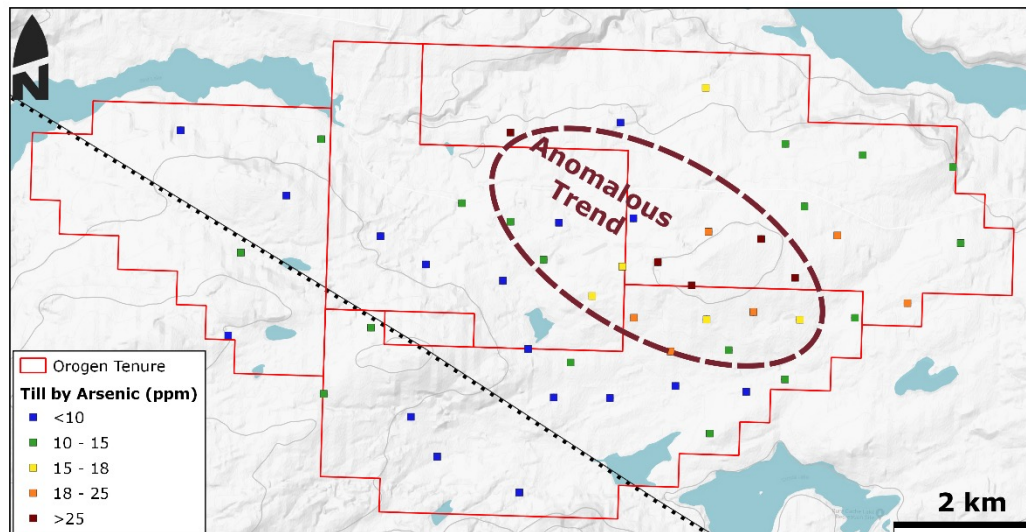 N
Anomalous
Trend
Orogen Tenure
Till by Arsenic (ppm)
<10
10 - 15
15 - 18
18 - 25
>25
2 km